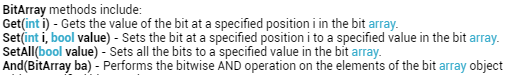 BitArray methods include:
Get(int i) - Gets the value of the bit at a specified position i in the bit array.
Set(int i, bool value) - Sets the bit at a specified position i to a specified value in the bit array.
SetAll(bool value) - Sets all the bits to a specified value in the bit array.
And(BitArray ba) - Performs the bitwise AND operation on the elements of the bit array object